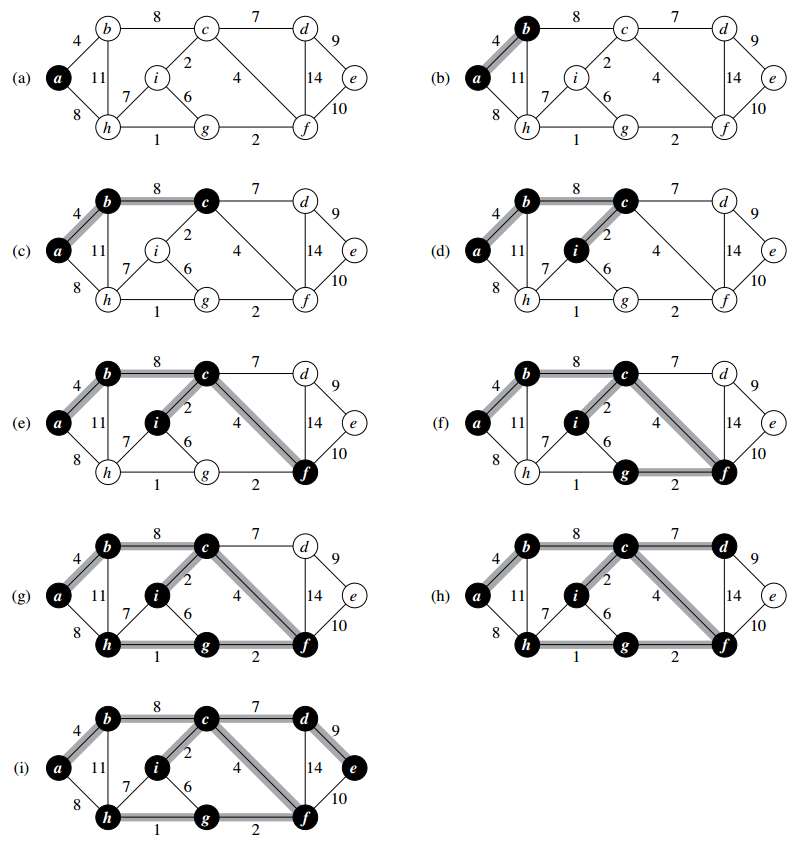 8 7 8 7
b c d b c d
4 9 4 9
2 2
(a) a 11 i 4 14 e (b) a 11 i 4 14 e
7 6 7 6
8 10 8 10
h g f h g f
1 2 1 2
8 7 8 7
b c d b c d
4 9 4 9
2 2
(c) a 11 i 4 14 e (d) a 11 i 4 14 e
7 6 7 6
8 10 8 10
h g f h g f
1 2 1 2
8 7 8 7
b c d b c d
4 9 4 9
2 2
(e) a 11 i 4 14 e (f) a 11 i 4 14 e
7 6 7 6
8 10 8 10
h g f h g f
1 2 1 2
8 7 8 7
b c d b c d
4 9 4 9
2 2
(g) a 11 i 4 14 e (h) a 11 i 4 14 e
7 6 7 6
8 10 8 10
h g f h g f
1 2 1 2
8 7
b c d
4 9
2
(i) a 11 i 4 14 e
7 6
8 10
h g f
1 2